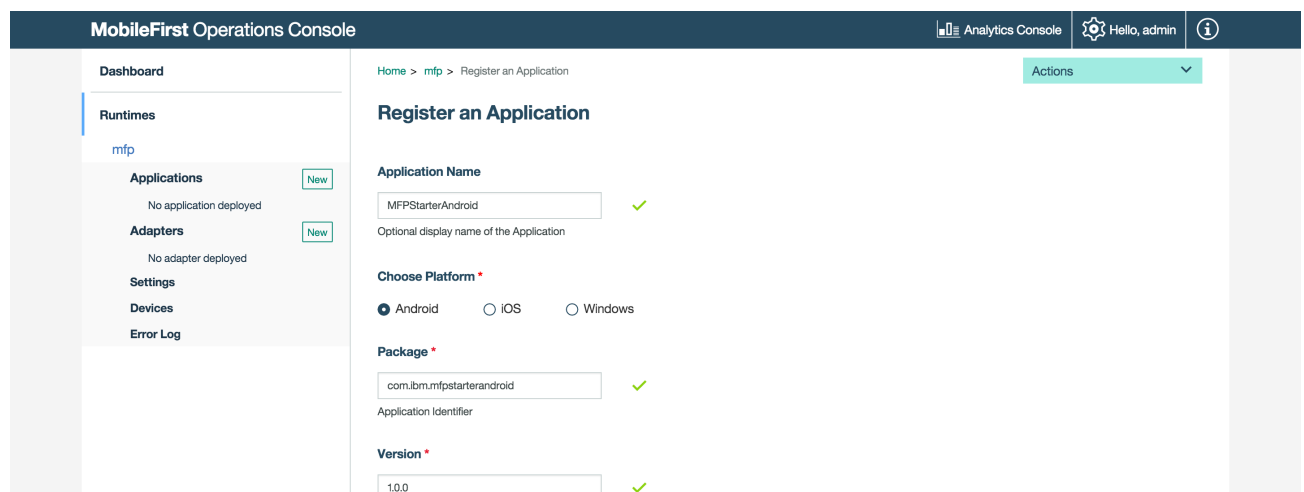 MobileFirst Operations Console
Analytics Console
Hello, admin
Dashboard
Runtimes
mfp
Applications
New
No application deployed
Adapters
New
No adapter deployed
Settings
Devices
Error Log
Home > mfp > Register an Application
Actions
Register an Application
Application Name
MFPStarterAndroid
Optional display name of the Application
Choose Platform *
Android iOS Windows
Package *
com.ibm.mfpstarterandroid
Application Identifier
Version *
1.0.0